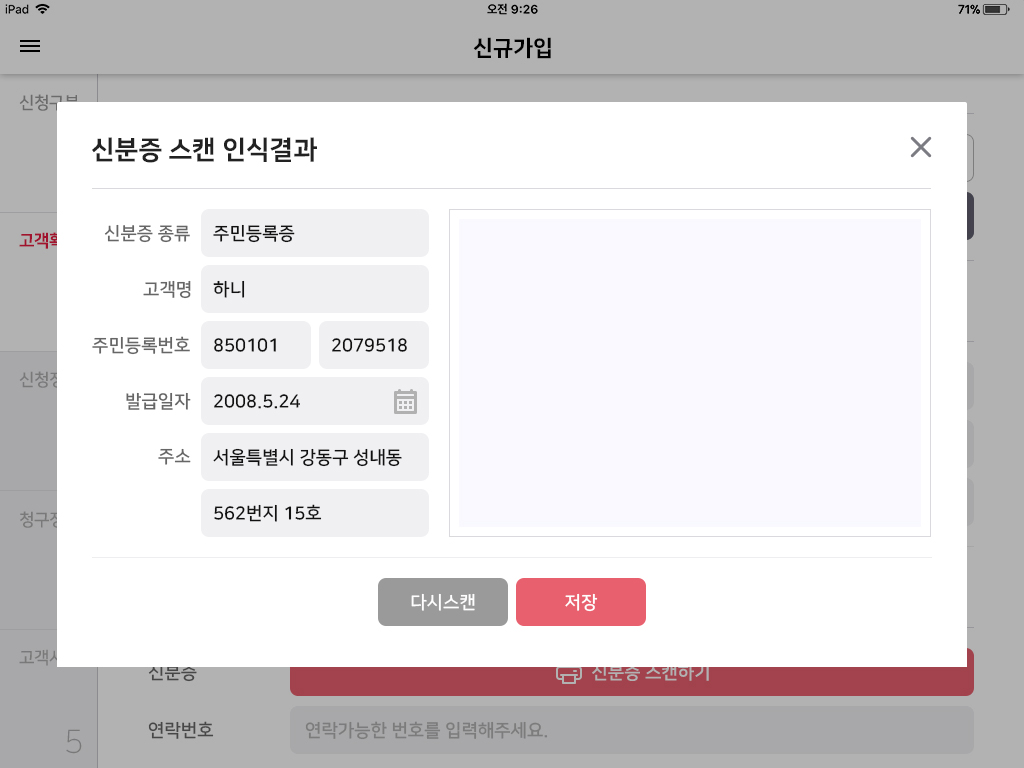 iPad 오전 9:26 71%
신규가입
신분증 스캔 인식결과
신분증 종류 주민등록증
고객명 하니
주민등록번호 850101 2079518
발급일자 2008.5.24
주소 서울특별시 강동구 성내동
562번지 15호
다시스캔 저장
신청구분
고객
신청
청구
고객
신분증 신분증 스캔하기
5
연락번호 연락가능한 번호를 입력해주세요.